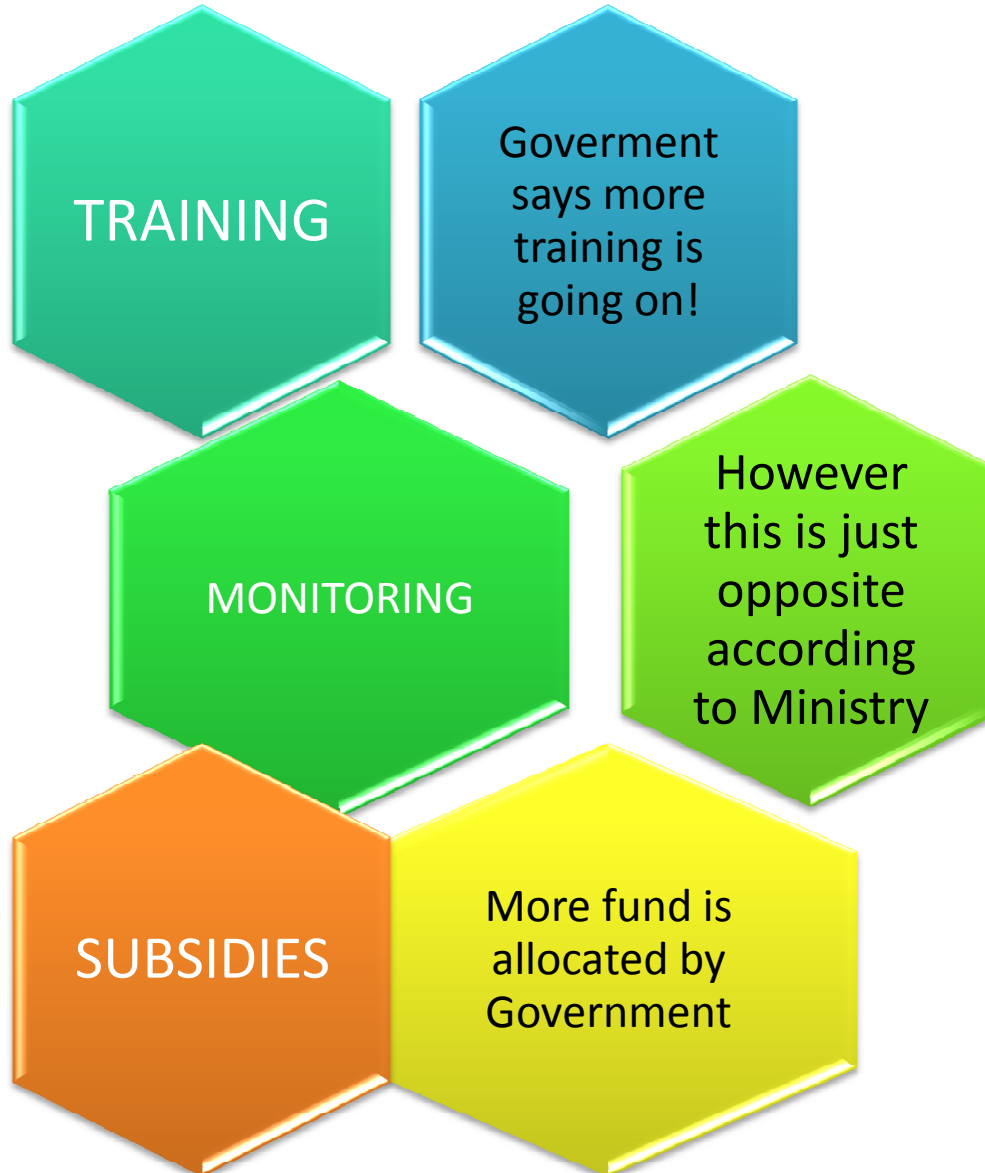 TRAINING
Goverment
says more
training is
going on!
MONITORING
However
this is just
opposite
according
to Ministry
SUBSIDIES
More fund is
allocated by
Government